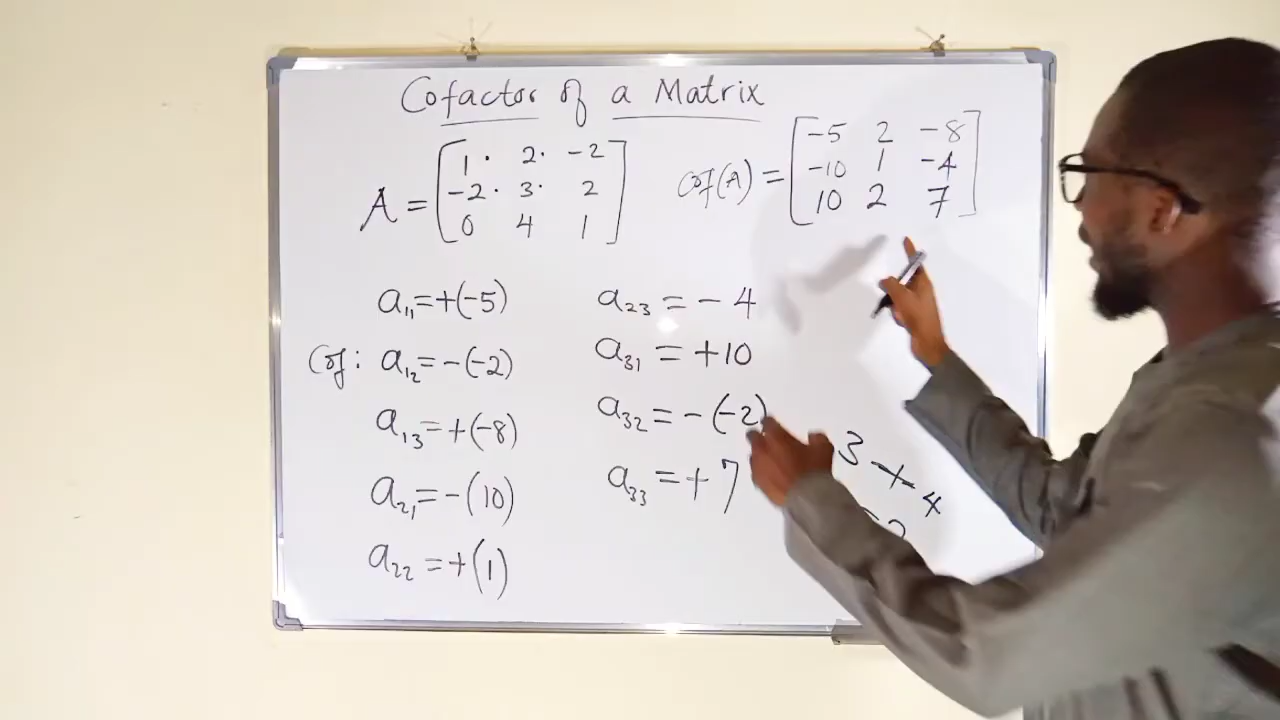 Cofactor of a Matrix
A = [1 2 -2
-2 3 2
0 4 1]
Cof(A) = [-5 2 -8
-10 1 -4
10 2 7]
a11=+(-5)
Cof: a12=-(-2)
a13=+(-8)
a21=-(10)
a22=+(1)
a23=-4
a31=+10
a32=-(-2)
a33=+7
3+4